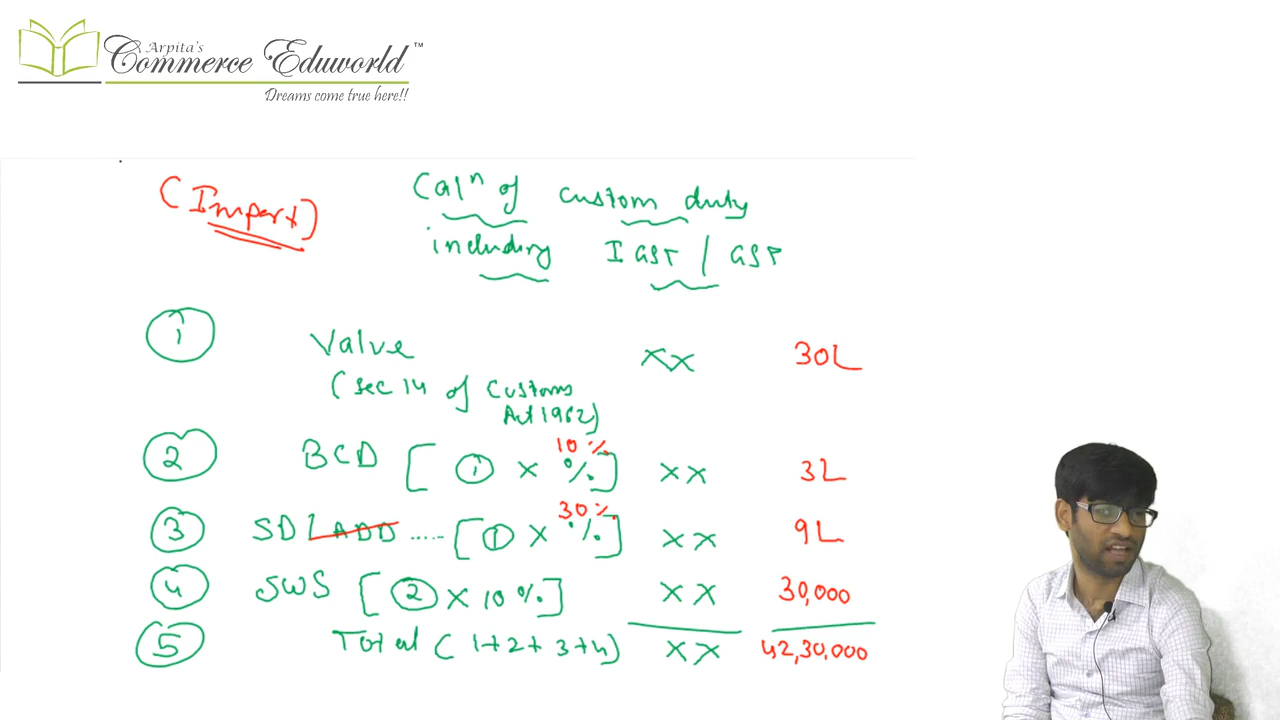 Arpita's
Commerce Eduworld™
Dreams come true here!!
(Import) Calⁿ of custom duty
including IGST / GST
1 Value XX 30L
(Sec 14 of Customs
Act 1962)
10%
2 BCD [① × %] XX 3L
30%
3 SD/ADD ..... [① × %] XX 9L
4 SWS [② × 10%] XX 30,000
5 Total (1+2+3+4) XX 42,30,000